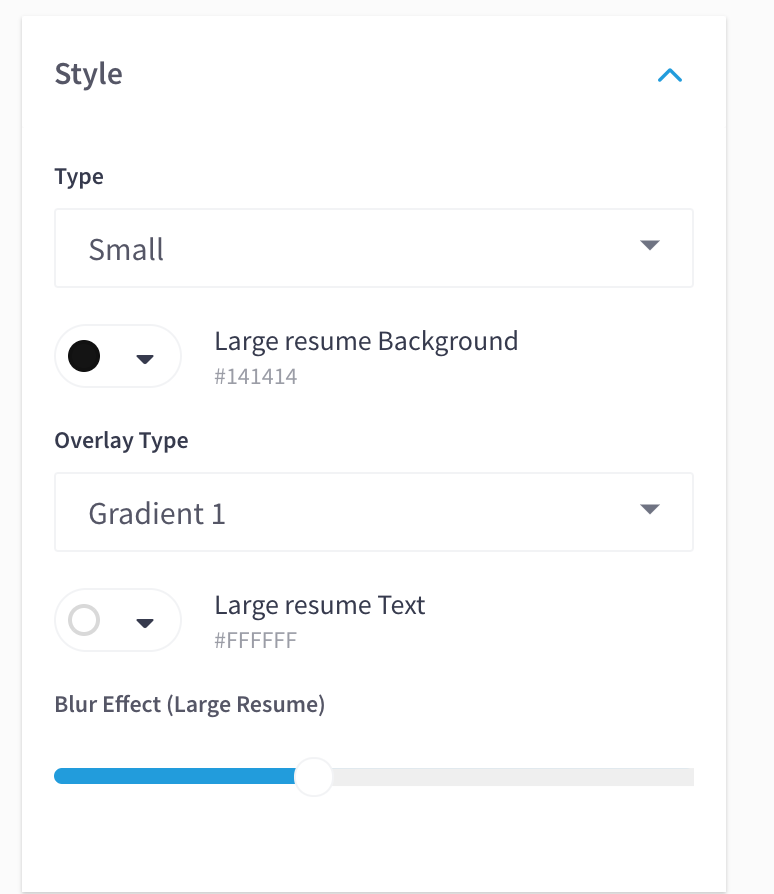 Style
Type
Small
Large resume Background
#141414
Overlay Type
Gradient 1
Large resume Text
#FFFFFF
Blur Effect (Large Resume)